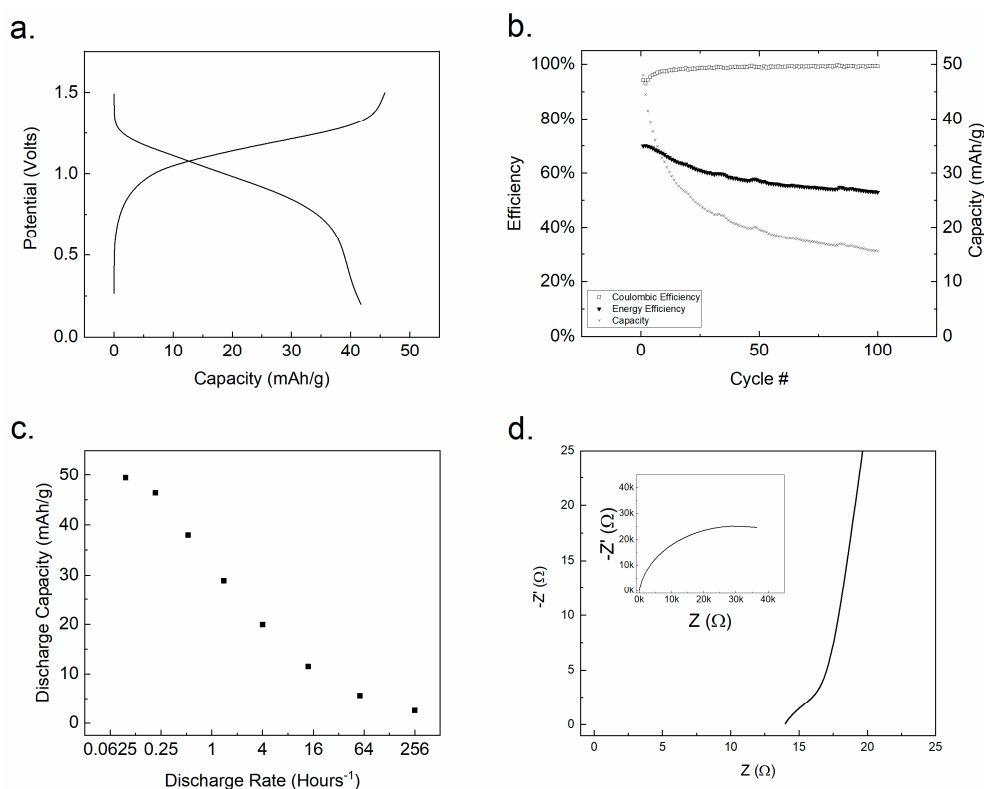 a.
1.5
1.0
0.5
0.0
Potential (Volts)
0 10 20 30 40 50
Capacity (mAh/g)
b.
100%
80%
60%
40%
20%
0%
Efficiency
50
40
30
20
10
0
Capacity (mAh/g)
Coulombic Efficiency
Energy Efficiency
Capacity
0 50 100
Cycle #
c.
50
40
30
20
10
0
Discharge Capacity (mAh/g)
0.0625 0.25 1 4 16 64 256
Discharge Rate (Hours⁻¹)
d.
25
20
15
10
5
0
-Z' (Ω)
40k
30k
20k
10k
0k
-Z' (Ω)
0k 10k 20k 30k 40k
Z (Ω)
0 5 10 15 20 25
Z (Ω)